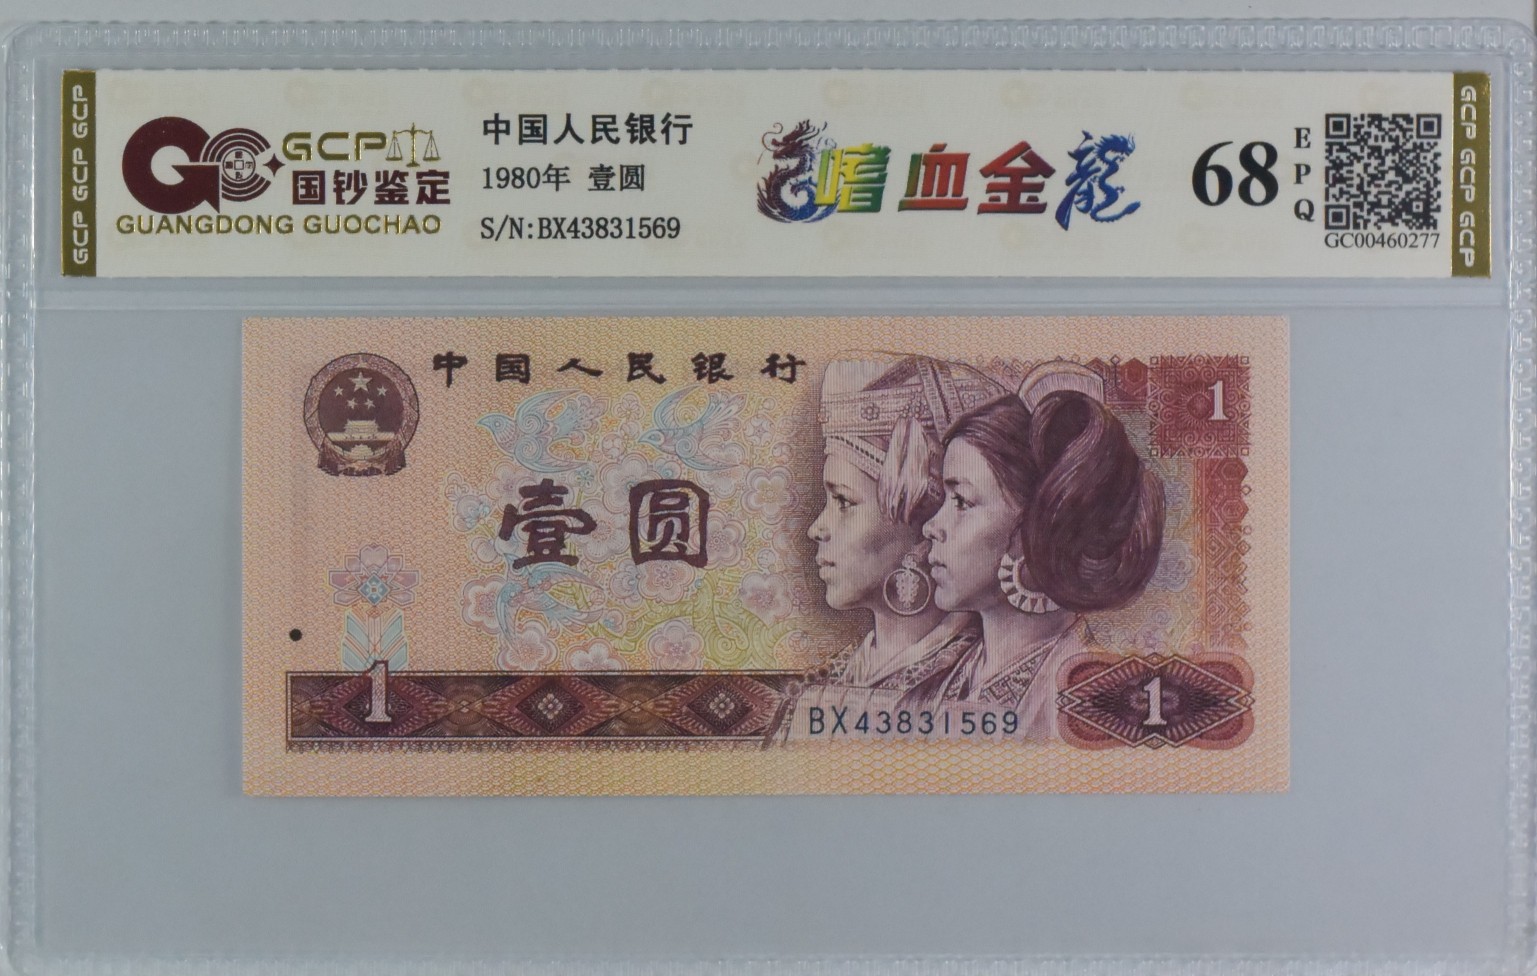 GCP GCP GCP
GCP
国钞鉴定
GUANGDONG GUOCHAO
中国人民银行
1980年 壹圆
S/N:BX43831569
嗜血金龍
68
EPQ
GC00460277
GCP GCP GCP
中国人民银行
1
壹圆
1
BX43831569
1